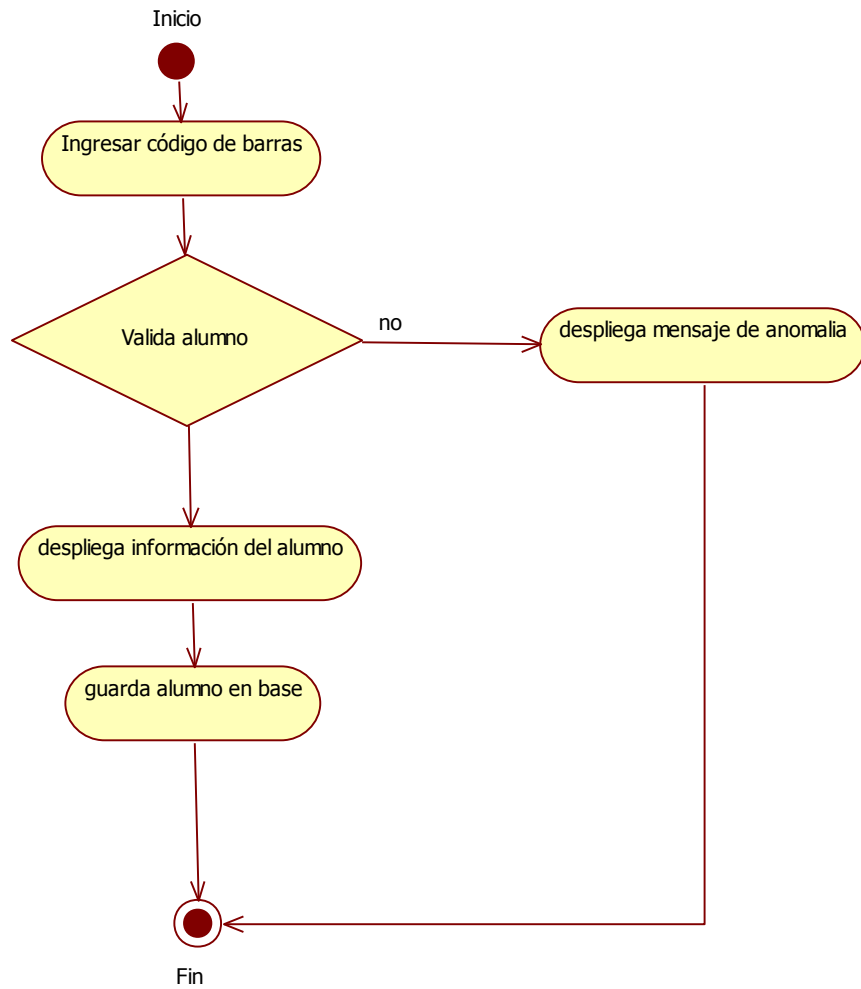 Inicio
Ingresar código de barras
Valida alumno
no
despliega mensaje de anomalia
despliega información del alumno
guarda alumno en base
Fin